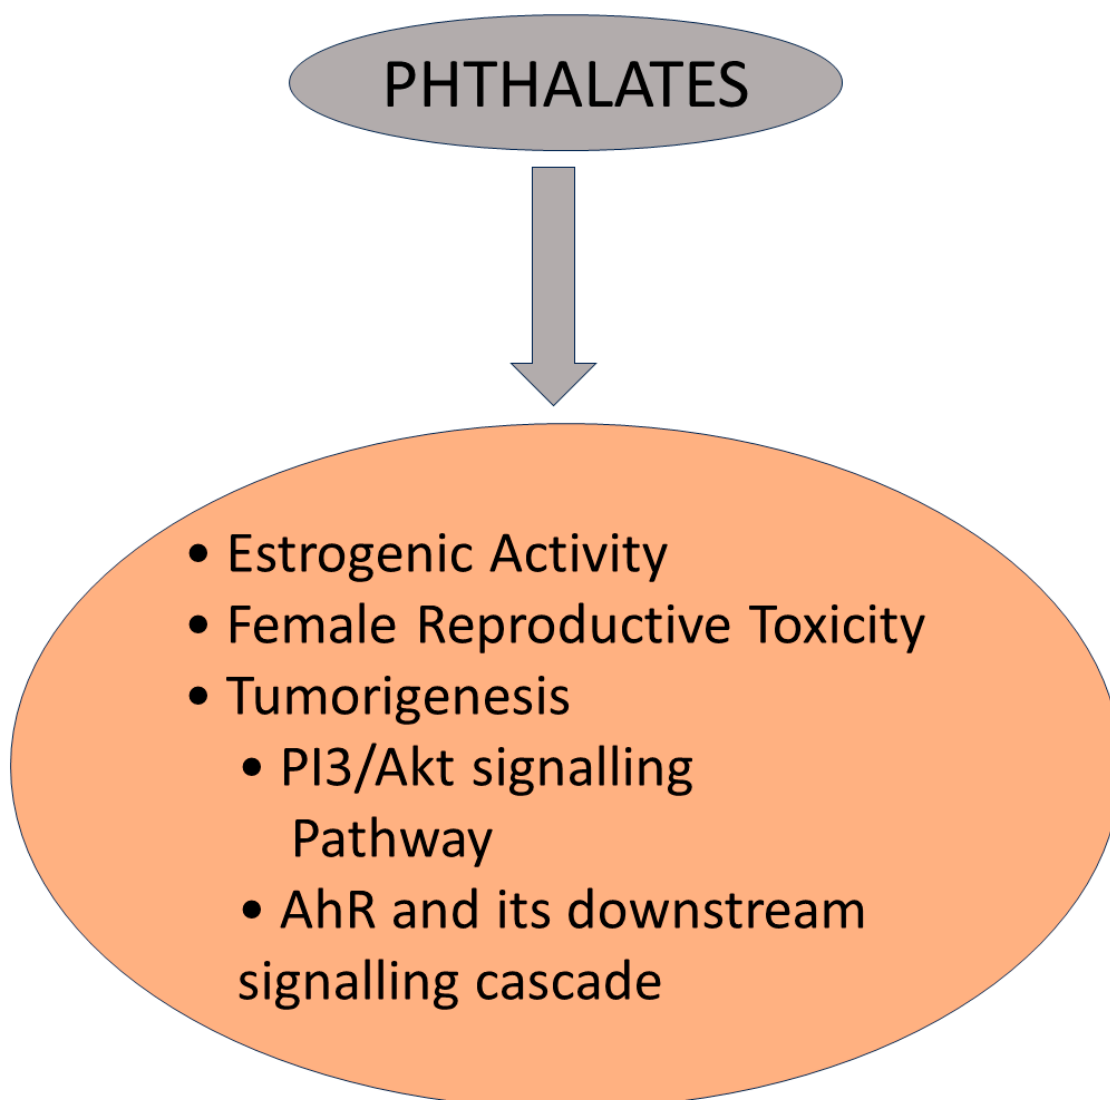 PHTHALATES
• Estrogenic Activity
• Female Reproductive Toxicity
• Tumorigenesis
• PI3/Akt signalling
Pathway
• AhR and its downstream
signalling cascade